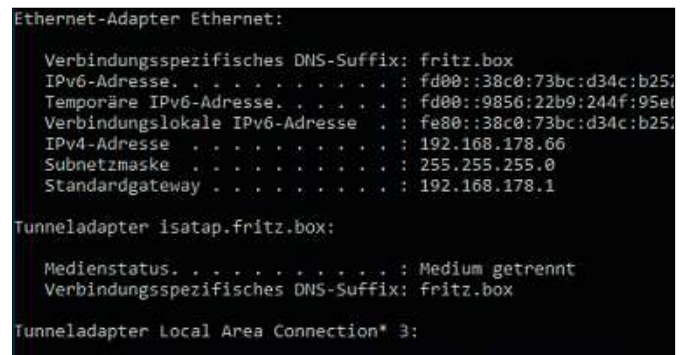 Ethernet-Adapter Ethernet:
Verbindungsspezifisches DNS-Suffix: fritz.box
IPv6-Adresse. . . . . . . . . . . : fd00::38c0:73bc:d34c:b252
Temporäre IPv6-Adresse. . . . . . : fd00::9856:22b9:244f:95e
Verbindungslokale IPv6-Adresse  . : fe80::38c0:73bc:d34c:b252
IPv4-Adresse  . . . . . . . . . . : 192.168.178.66
Subnetzmaske  . . . . . . . . . . : 255.255.255.0
Standardgateway . . . . . . . . . : 192.168.178.1
Tunneladapter isatap.fritz.box:
Medienstatus. . . . . . . . . . . : Medium getrennt
Verbindungsspezifisches DNS-Suffix: fritz.box
Tunneladapter Local Area Connection* 3: